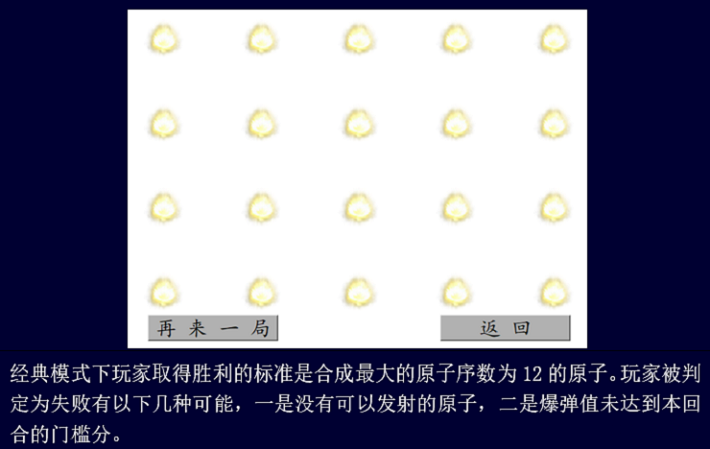 再来一局
返回
经典模式下玩家取得胜利的标准是合成最大的原子序数为12的原子。玩家被判
定为失败有以下几种可能，一是没有可以发射的原子，二是爆弹值未达到本回
合的门槛分。